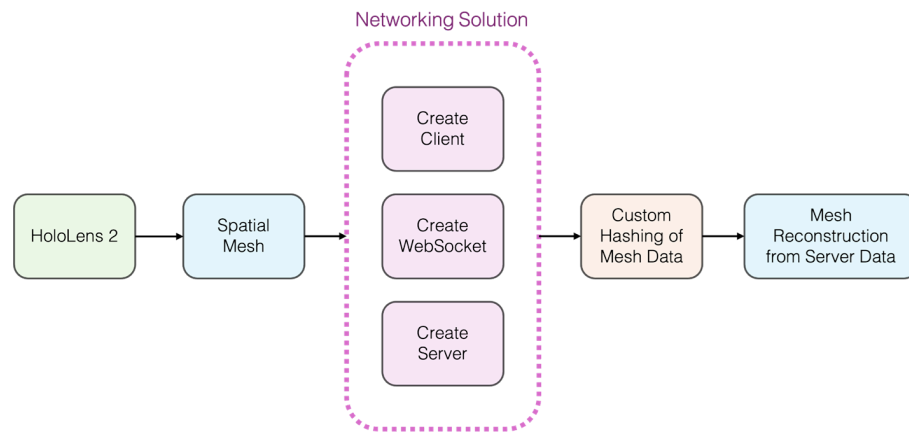 Networking Solution
Create
Client
HoloLens 2
Spatial
Mesh
Create
WebSocket
Custom
Hashing of
Mesh Data
Mesh
Reconstruction
from Server Data
Create
Server